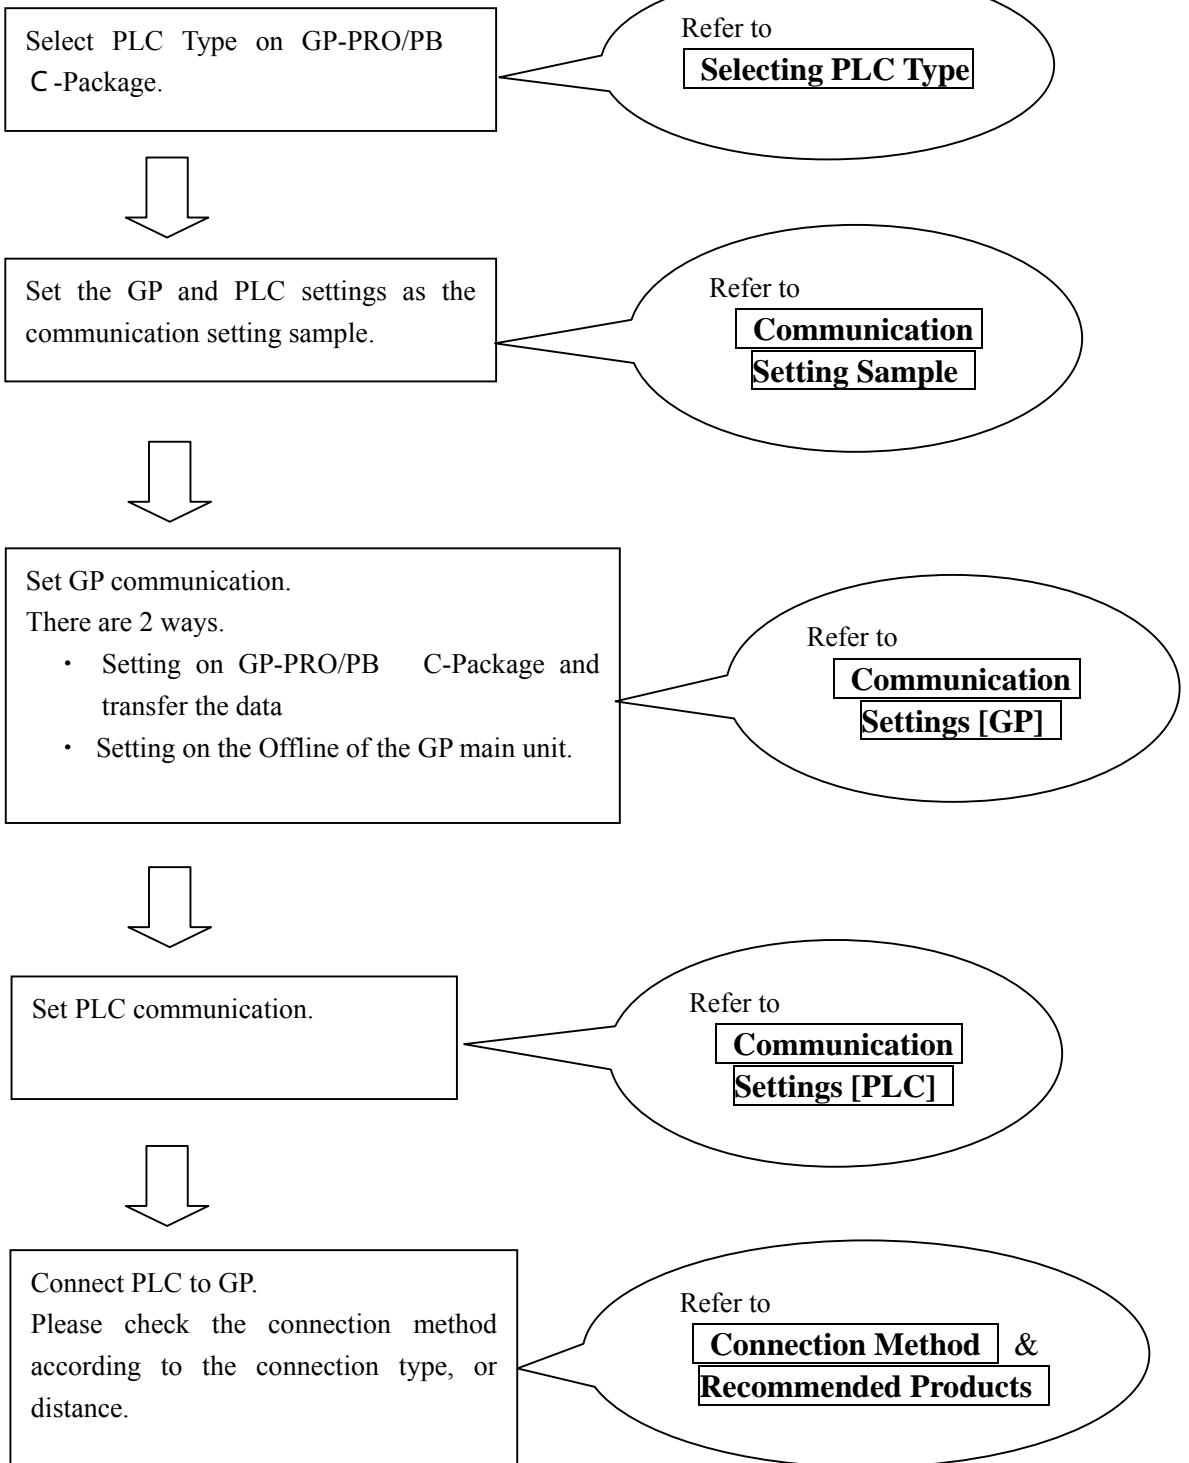 Select PLC Type on GP-PRO/PB
C -Package.
Refer to
Selecting PLC Type
Set the GP and PLC settings as the
communication setting sample.
Refer to
Communication
Setting Sample
Set GP communication.
There are 2 ways.
・ Setting on GP-PRO/PB C-Package and
transfer the data
・ Setting on the Offline of the GP main unit.
Refer to
Communication
Settings [GP]
Set PLC communication.
Refer to
Communication
Settings [PLC]
Connect PLC to GP.
Please check the connection method
according to the connection type, or
distance.
Refer to
Connection Method &
Recommended Products